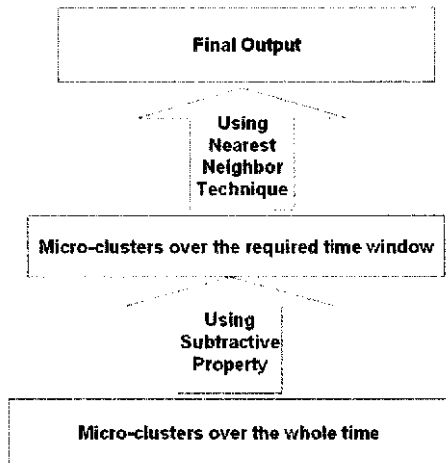 Final Output
Using
Nearest
Neighbor
Technique
Micro-clusters over the required time window
Using
Subtractive
Property
Micro-clusters over the whole time